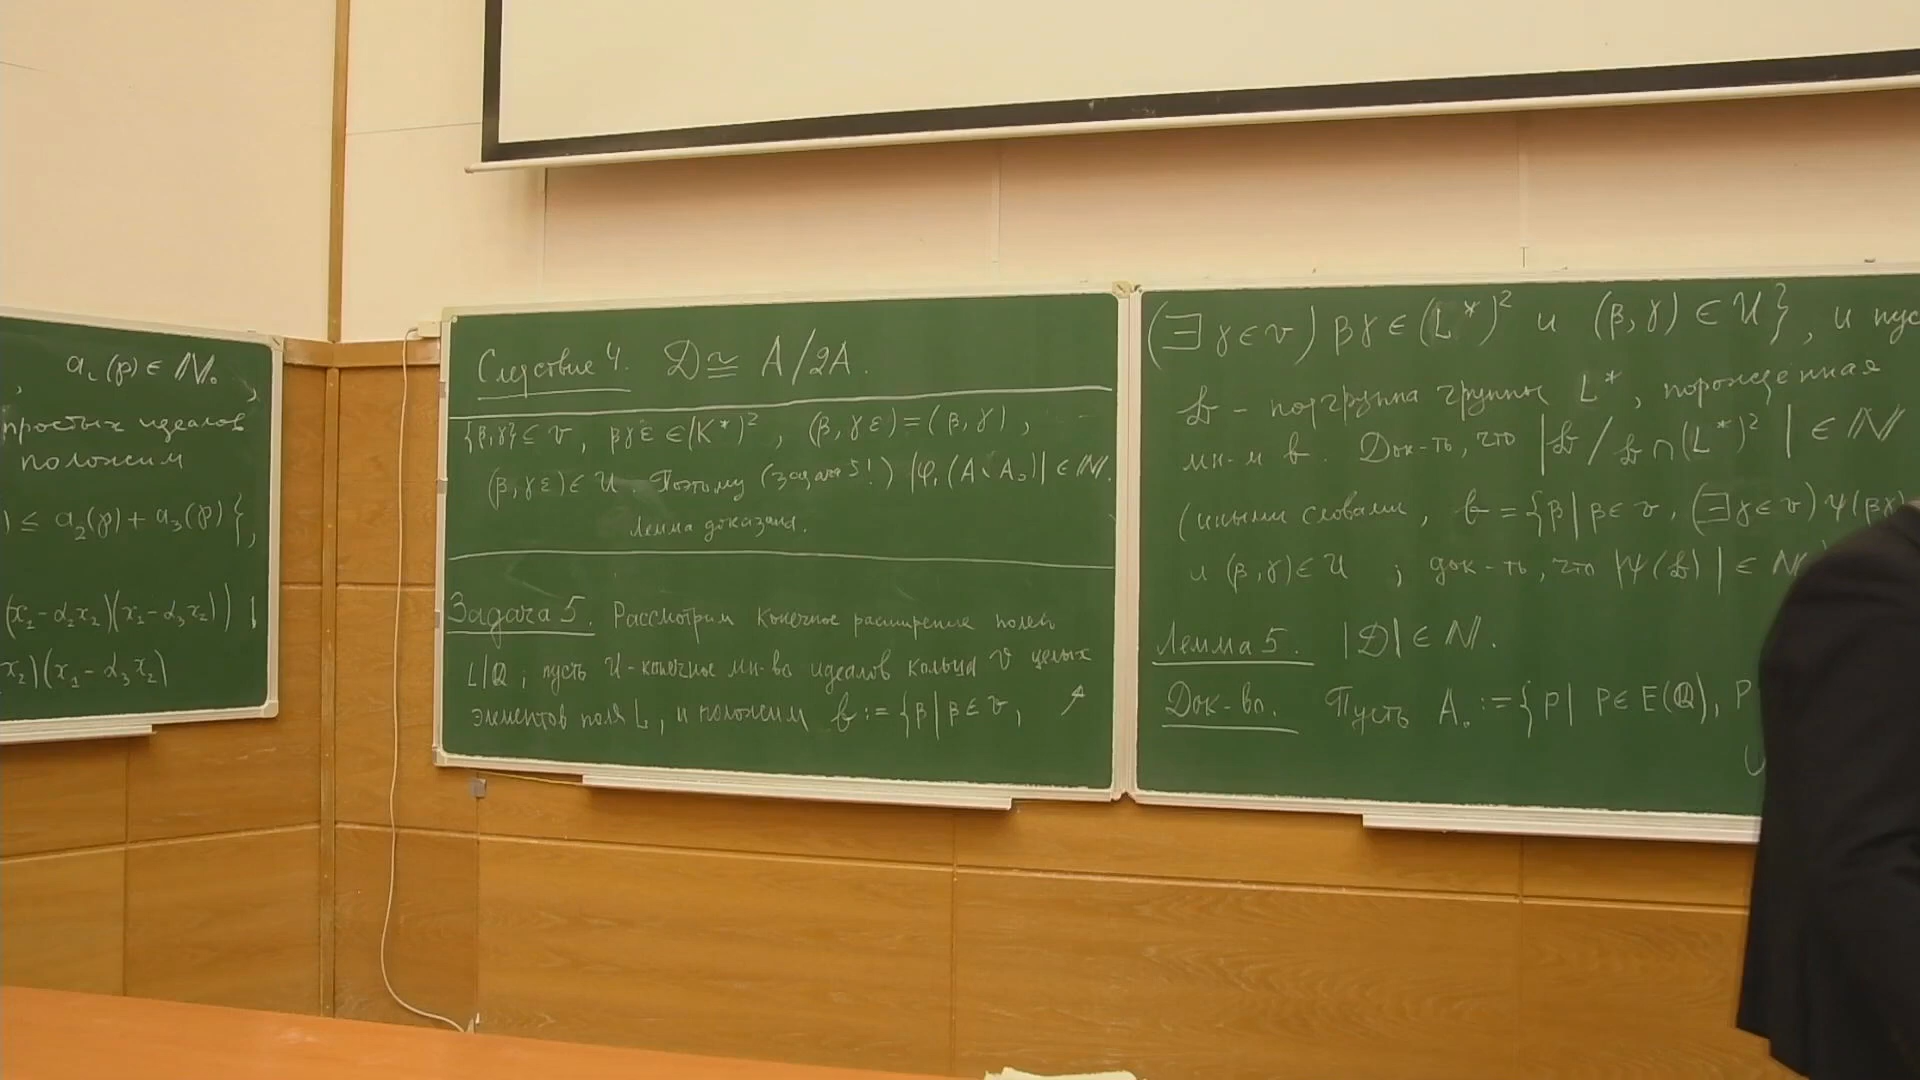 , a₂(p) ∈ ℕ₀,
простых идеалов
положим
) ≤ a₂(p) + a₃(p)},
(x₁ - α₂x₂)(x₁ - α₃x₂))
x₂)(x₁ - α₃x₂)
Следствие 4. D ≅ A/2A.
{β, γ} ⊆ v, βγε ∈ (K*)², (β, γε) = (β, γ),
(β, γε) ∈ U. Поэтому (задача 5!) |φ₁(A∖A₀)| ∈ ℕ.
Лемма доказана.
Задача 5. Рассмотрим конечное расширение полей
L|ℚ; пусть U - конечное мн-во идеалов кольца v целых
элементов поля L, и положим b := {β | β ∈ v, ↗
(∃ γ ∈ v) βγ ∈ (L*)² и (β, γ) ∈ U}, и пус
B - подгруппа группы L*, порожденная
мн-м b. Док-ть, что |B / B ∩ (L*)²| ∈ ℕ
(иными словами, b = {β | β ∈ v, (∃ γ ∈ v) ψ(βγ)
и (β, γ) ∈ U ; док-ть, что |ψ(B)| ∈ ℕ
Лемма 5. |D| ∈ ℕ.
Док-во. Пусть A₀ := {P | P ∈ E(ℚ), P